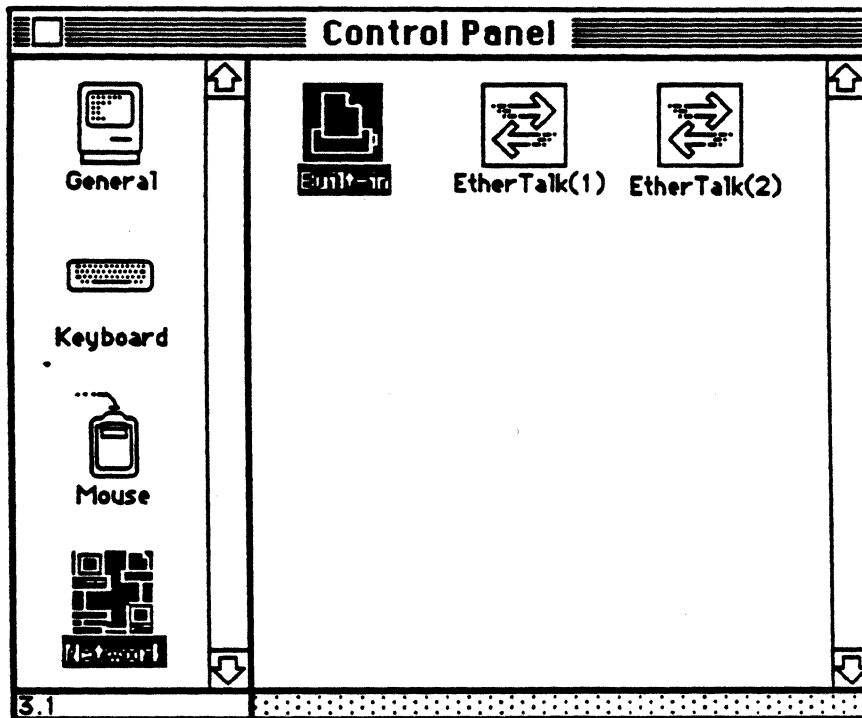 Control Panel
General
Keyboard
Mouse
Network
Built-in
EtherTalk(1)
EtherTalk(2)
3.1